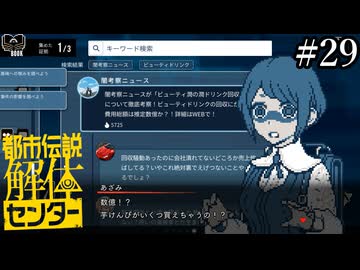 BOOK
集めた
証拠 1/3
キーワード検索
#29
検索結果
闇考察ニュース
ビューティドリンク
闇考察ニュース
闇考察ニュースが「ビューティ潤の潤ドリンク回収
について徹底考察!ビューティドリンクの回収にか
費用総額は推定数億か?!詳細はWEBで!
5725
回収騒動あったのに会社潰れてないどころか売上伸
ばしてる?いやこれ絶対裏でえげつないことや
るでしょ?
都市伝説
解体
センター
あざみ
数億!?
芋けんぴがいくつ買えちゃうの!?